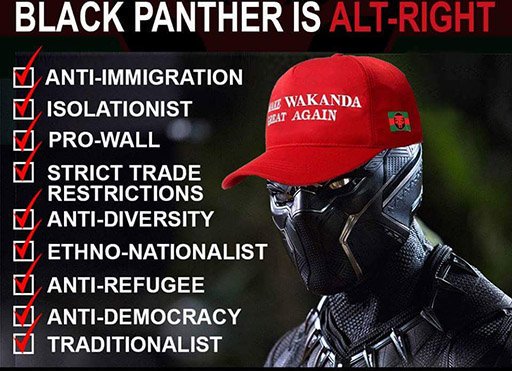 BLACK PANTHER IS ALT-RIGHT
ANTI-IMMIGRATION
ISOLATIONIST
PRO-WALL
STRICT TRADE
RESTRICTIONS
ANTI-DIVERSITY
ETHNO-NATIONALIST
ANTI-REFUGEE
ANTI-DEMOCRACY
TRADITIONALIST
MAKE WAKANDA
GREAT AGAIN